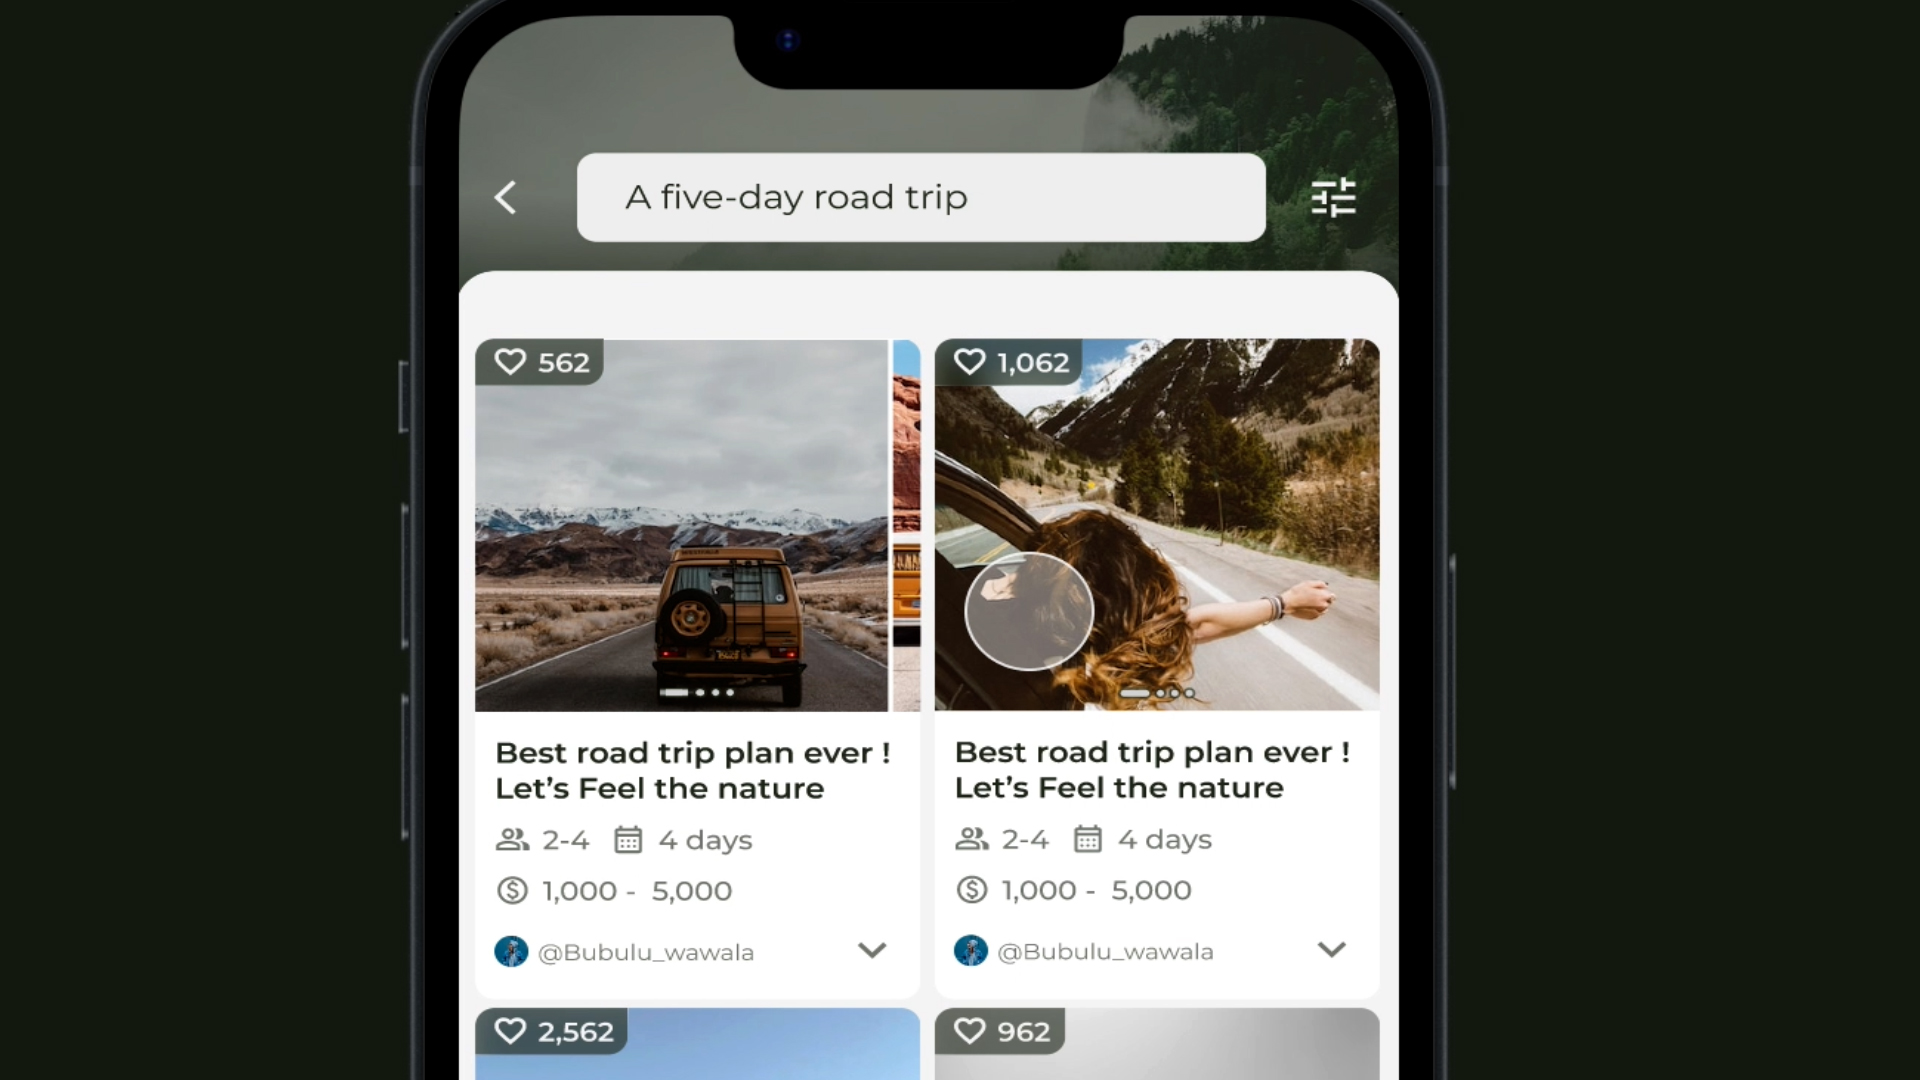 A five-day road trip
562
1,062
Best road trip plan ever !
Let's Feel the nature
2-4 4 days
1,000 - 5,000
@Bubulu_wawala
Best road trip plan ever !
Let's Feel the nature
2-4 4 days
1,000 - 5,000
@Bubulu_wawala
2,562
962